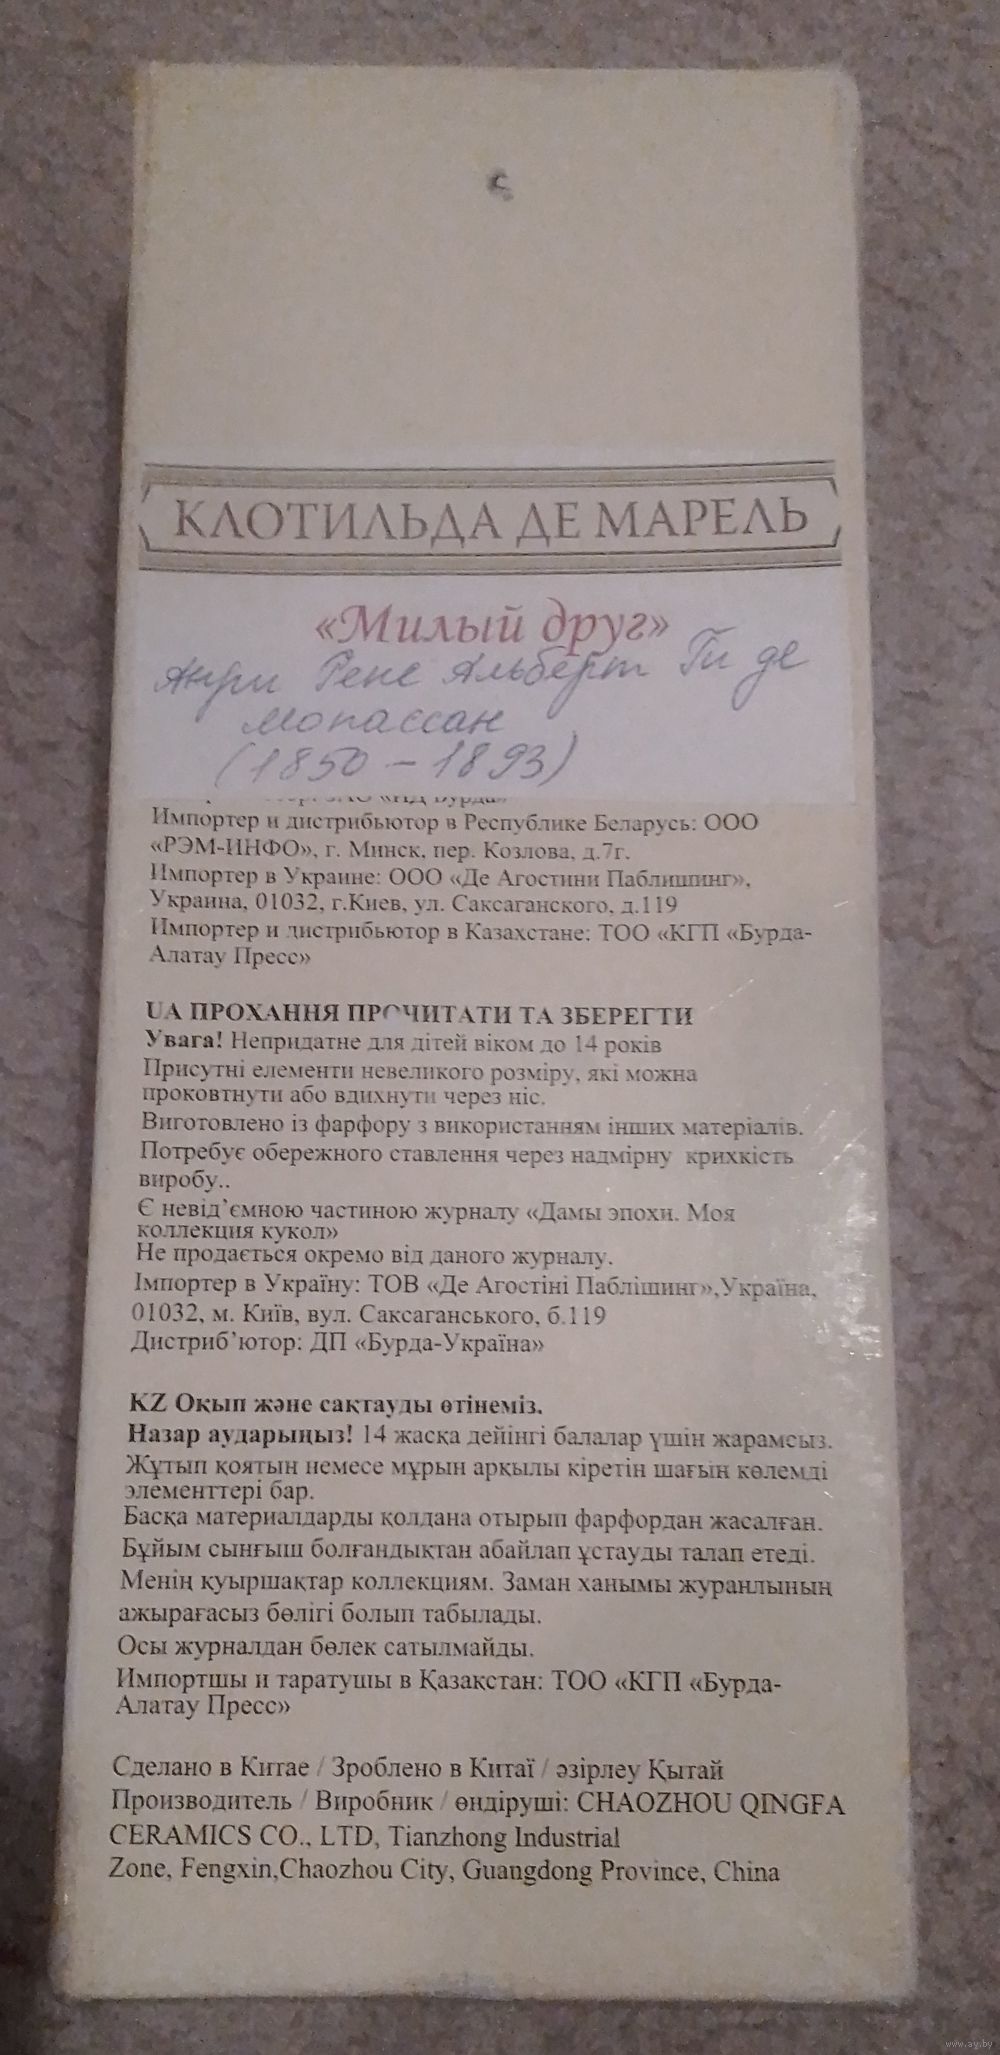 КЛОТИЛЬДА ДЕ МАРЕЛЬ
«Милый друг»
Анри Рене Альберт Ги де
Мопассан
(1850 – 1893)
ЗАО «ИД Бурда»
Импортер и дистрибьютор в Республике Беларусь: ООО
«РЭМ-ИНФО», г. Минск, пер. Козлова, д.7г.
Импортер в Украине: ООО «Де Агостини Паблишинг»,
Украина, 01032, г.Киев, ул. Саксаганского, д.119
Импортер и дистрибьютор в Казахстане: ТОО «КГП «Бурда-
Алатау Пресс»
UA ПРОХАННЯ ПРОЧИТАТИ ТА ЗБЕРЕГТИ
Увага! Непридатне для дітей віком до 14 років
Присутні елементи невеликого розміру, які можна
проковтнути або вдихнути через ніс.
Виготовлено із фарфору з використанням інших матеріалів.
Потребує обережного ставлення через надмірну крихкість
виробу..
Є невід’ємною частиною журналу «Дамы эпохи. Моя
коллекция кукол»
Не продається окремо від даного журналу.
Імпортер в Україну: ТОВ «Де Агостіні Паблішинг»,Україна,
01032, м. Київ, вул. Саксаганського, б.119
Дистриб’ютор: ДП «Бурда-Україна»
KZ Оқып және сақтауды өтінеміз.
Назар аударыңыз! 14 жасқа дейінгі балалар үшін жарамсыз.
Жұтып қоятын немесе мұрын арқылы кіретін шағын көлемді
элементтері бар.
Басқа материалдарды қолдана отырып фарфордан жасалған.
Бұйым сынғыш болғандықтан абайлап ұстауды талап етеді.
Менің қуыршақтар коллекциям. Заман ханымы журанлының
ажырағасыз бөлігі болып табылады.
Осы журналдан бөлек сатылмайды.
Импортшы и таратушы в Қазақстан: ТОО «КГП «Бурда-
Алатау Пресс»
Сделано в Китае / Зроблено в Китаї / әзірлеу Қытай
Производитель / Виробник / өндіруші: CHAOZHOU QINGFA
CERAMICS CO., LTD, Tianzhong Industrial
Zone, Fengxin,Chaozhou City, Guangdong Province, China
www.ay.by